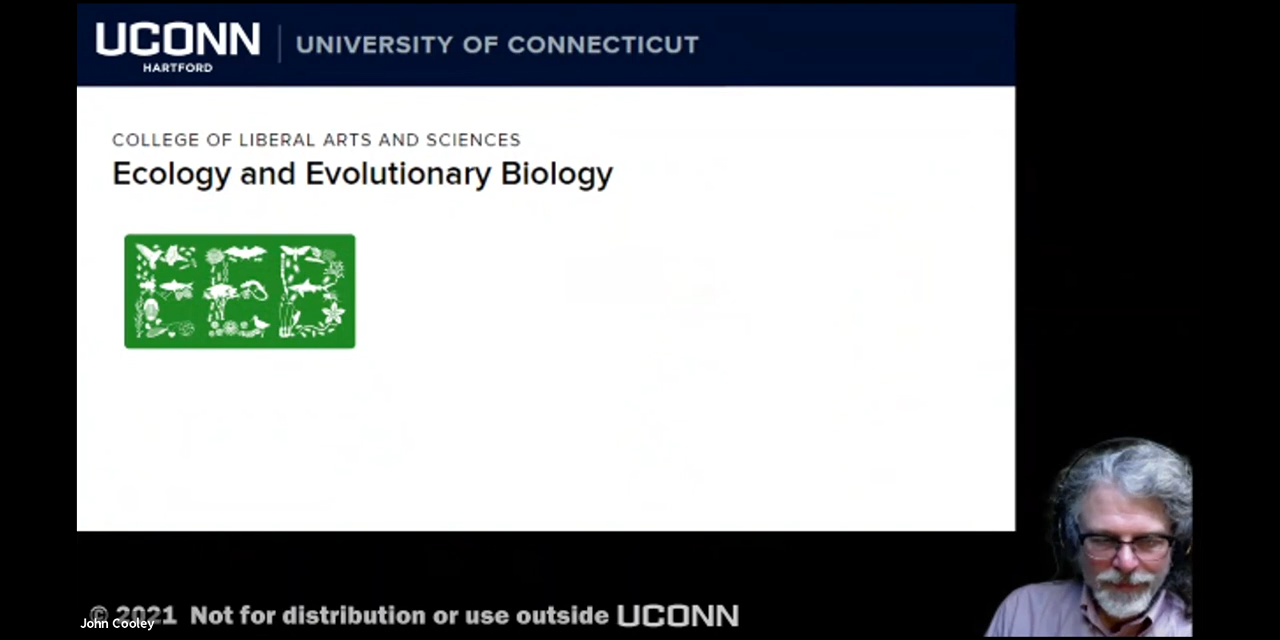 UCONN | UNIVERSITY OF CONNECTICUT
HARTFORD
COLLEGE OF LIBERAL ARTS AND SCIENCES
Ecology and Evolutionary Biology
EEB
© 2021 Not for distribution or use outside UCONN
John Cooley